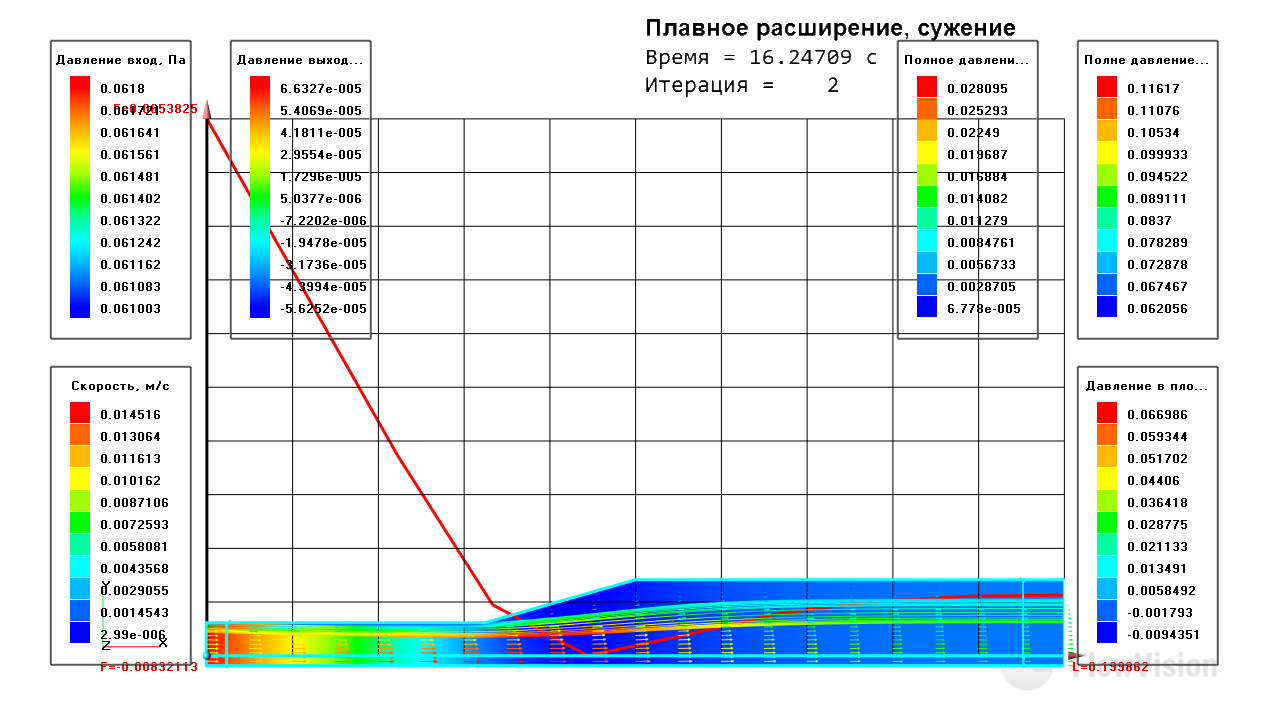 Плавное расширение, сужение
Время = 16.24709 с
Итерация = 2
Давление вход, Па
0.0618
0.061721
0.061641
0.061561
0.061481
0.061402
0.061322
0.061242
0.061162
0.061083
0.061003
Давление выход...
6.6327e-005
5.4069e-005
4.1811e-005
2.9554e-005
1.7296e-005
5.0377e-006
-7.2202e-006
-1.9478e-005
-3.1736e-005
-4.3994e-005
-5.6252e-005
Полное давлени...
0.028095
0.025293
0.02249
0.019687
0.016884
0.014082
0.011279
0.0084761
0.0056733
0.0028705
6.778e-005
Полне давление...
0.11617
0.11076
0.10534
0.099933
0.094522
0.089111
0.0837
0.078289
0.072878
0.067467
0.062056
Скорость, м/с
0.014516
0.013064
0.011613
0.010162
0.0087106
0.0072593
0.0058081
0.0043568
0.0029055
0.0014543
2.99e-006
Y
Z
X
F=-0.00832113
Давление в пло...
0.066986
0.059344
0.051702
0.04406
0.036418
0.028775
0.021133
0.013491
0.0058492
-0.001793
-0.0094351
L=0.199862
FlowVision